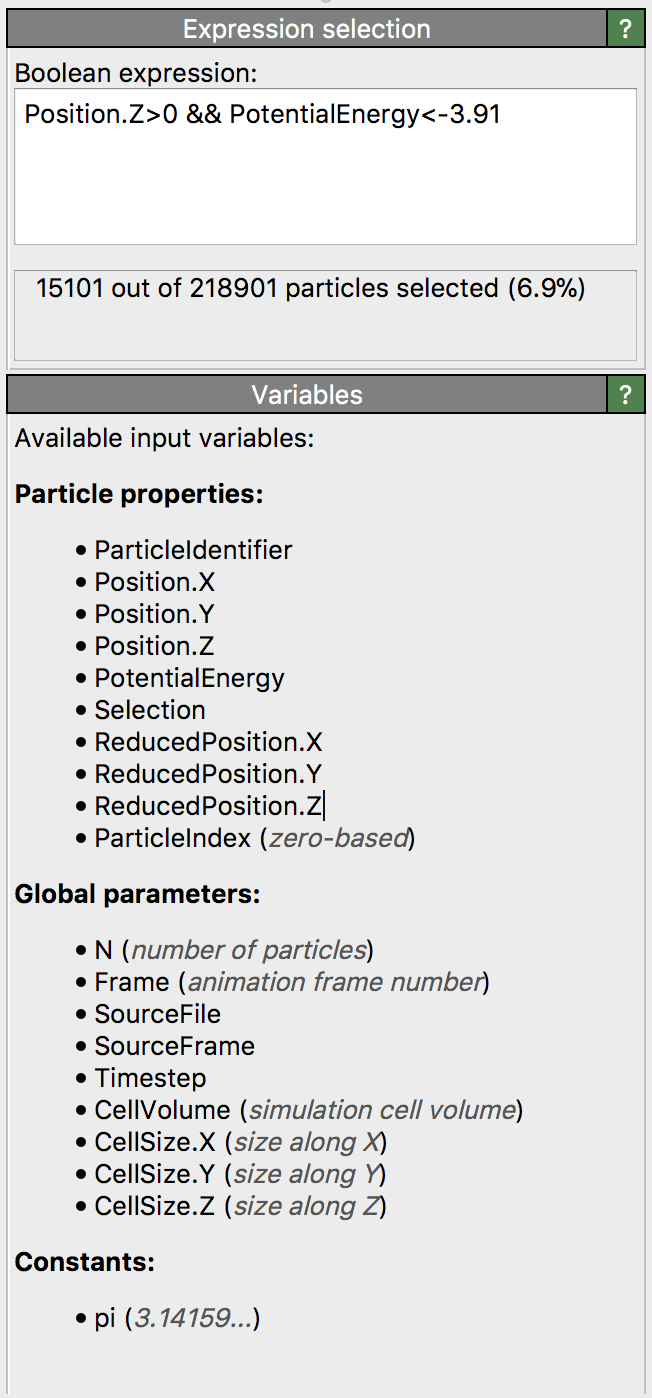 Expression selection ?
Boolean expression:
Position.Z>0 && PotentialEnergy<-3.91
15101 out of 218901 particles selected (6.9%)
Variables ?
Available input variables:
Particle properties:
• ParticleIdentifier
• Position.X
• Position.Y
• Position.Z
• PotentialEnergy
• Selection
• ReducedPosition.X
• ReducedPosition.Y
• ReducedPosition.Z
• ParticleIndex (zero-based)
Global parameters:
• N (number of particles)
• Frame (animation frame number)
• SourceFile
• SourceFrame
• Timestep
• CellVolume (simulation cell volume)
• CellSize.X (size along X)
• CellSize.Y (size along Y)
• CellSize.Z (size along Z)
Constants:
• pi (3.14159...)